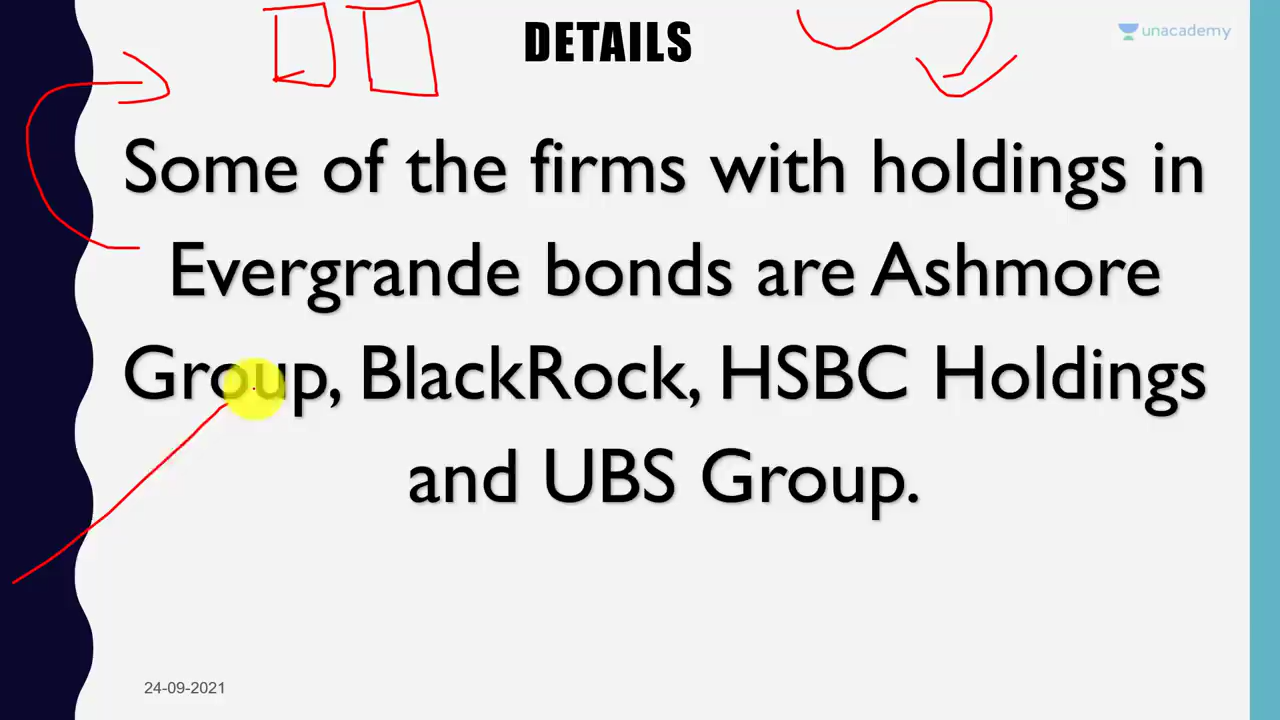 DETAILS
unacademy
Some of the firms with holdings in
Evergrande bonds are Ashmore
Group, BlackRock, HSBC Holdings
and UBS Group.
24-09-2021